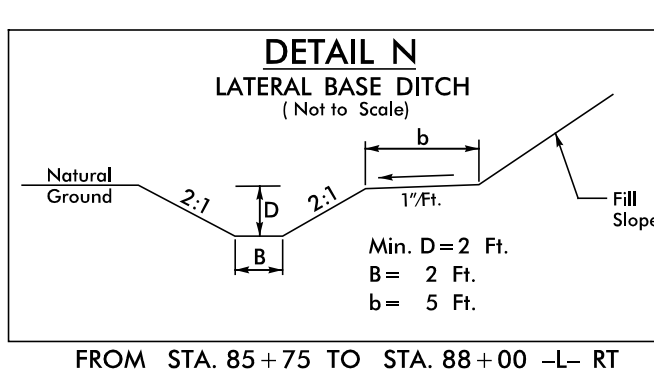 DETAIL N
LATERAL BASE DITCH
( Not to Scale)
b
Natural
Ground
2:1
D
2:1
1"/Ft.
B
Fill
Slope
Min. D=2 Ft.
B= 2 Ft.
b= 5 Ft.
FROM STA. 85+75 TO STA. 88+00 -L- RT